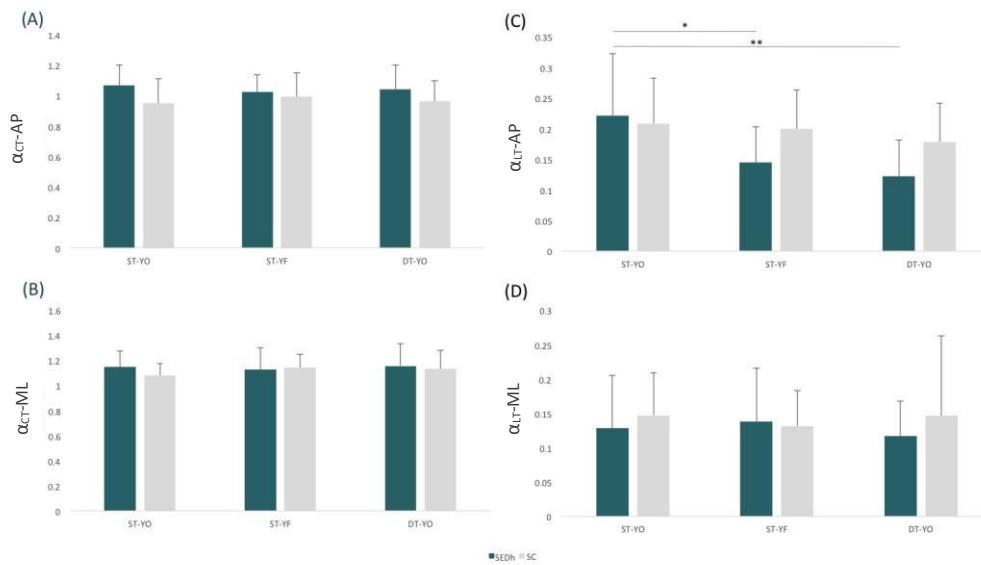 (A)
1.4
1.2
1
0.8
0.6
0.4
0.2
0
αCT-AP
ST-YO ST-YF DT-YO
(B)
1.6
1.4
1.2
1
0.8
0.6
0.4
0.2
0
αCT-ML
ST-YO ST-YF DT-YO
(C)
*
**
0.35
0.3
0.25
0.2
0.15
0.1
0.05
0
αLT-AP
ST-YO ST-YF DT-YO
(D)
0.3
0.25
0.2
0.15
0.1
0.05
0
αLT-ML
ST-YO ST-YF DT-YO
SEDh SC